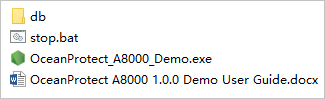 db
stop.bat
OceanProtect_A8000_Demo.exe
OceanProtect A8000 1.0.0 Demo User Guide.docx